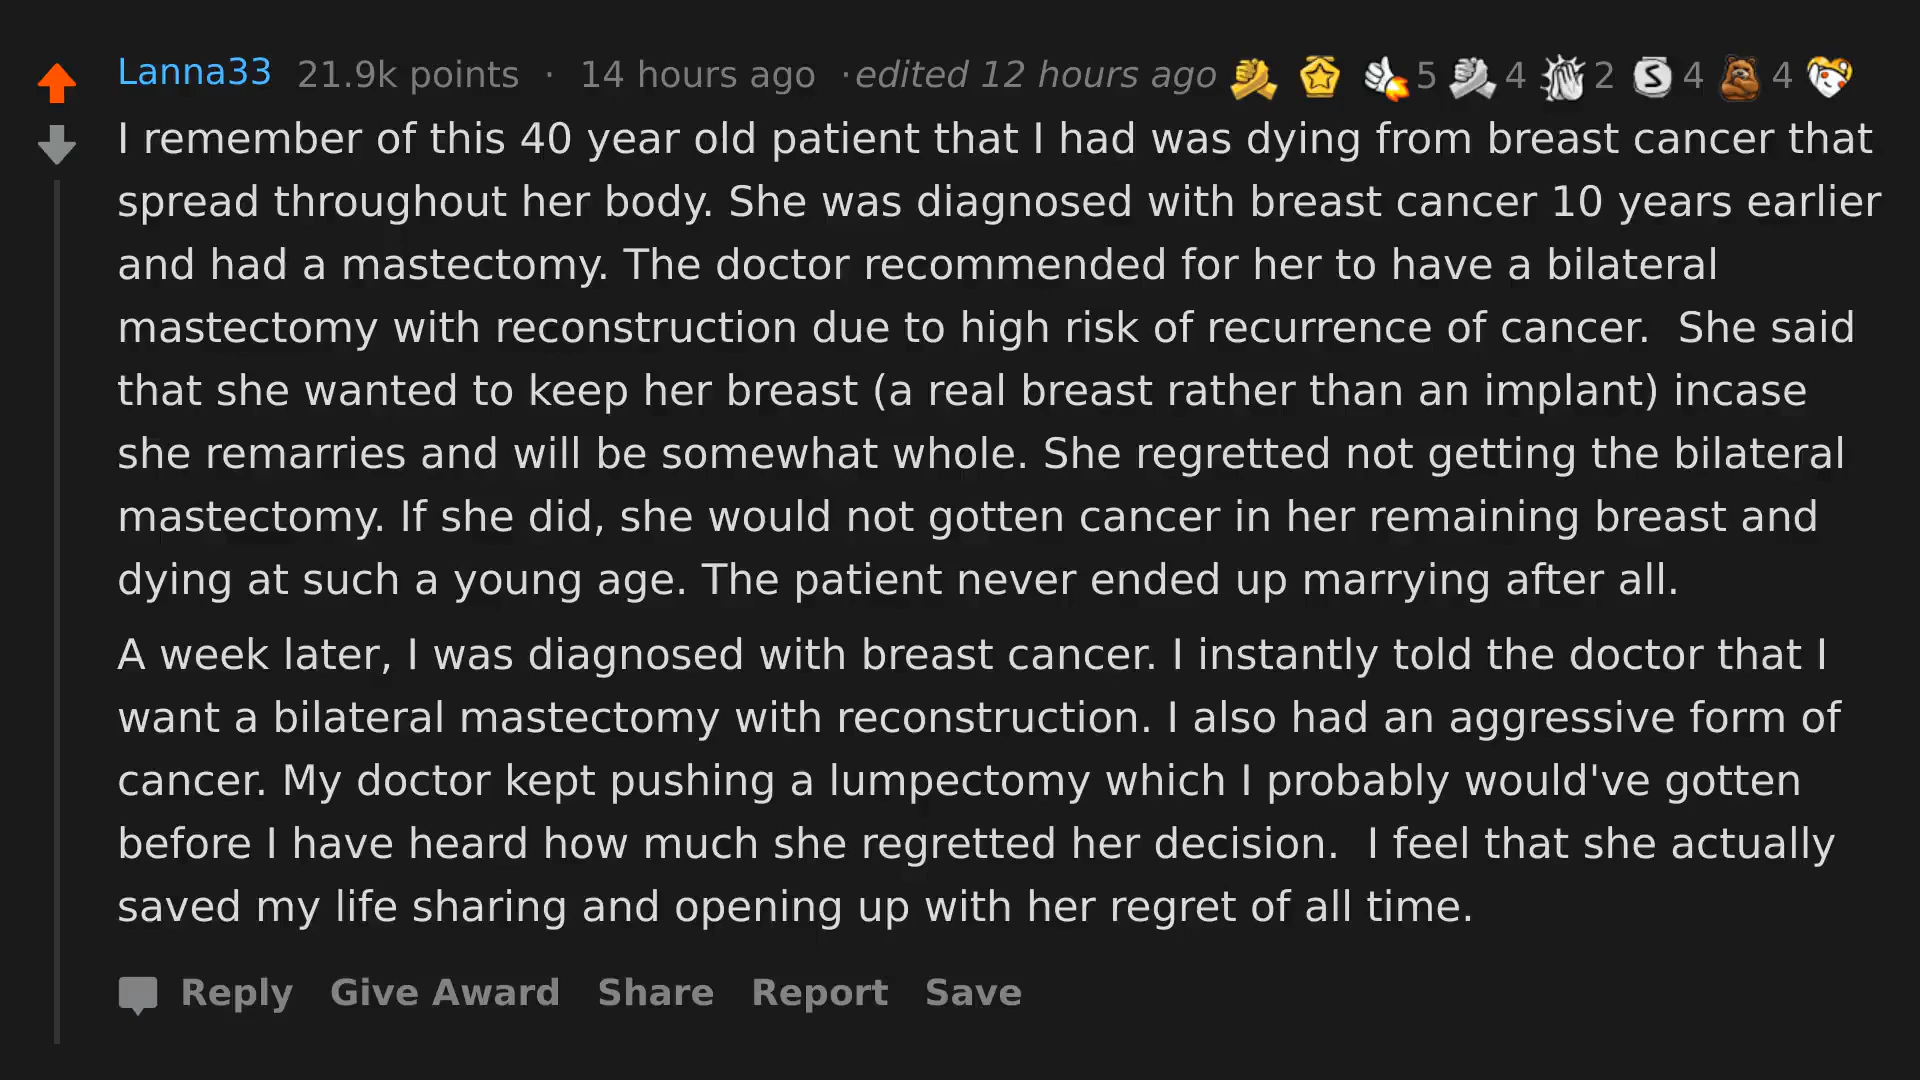 Lanna33 21.9k points · 14 hours ago ·edited 12 hours ago 5 4 2 S 4 4
I remember of this 40 year old patient that I had was dying from breast cancer that
spread throughout her body. She was diagnosed with breast cancer 10 years earlier
and had a mastectomy. The doctor recommended for her to have a bilateral
mastectomy with reconstruction due to high risk of recurrence of cancer.  She said
that she wanted to keep her breast (a real breast rather than an implant) incase
she remarries and will be somewhat whole. She regretted not getting the bilateral
mastectomy. If she did, she would not gotten cancer in her remaining breast and
dying at such a young age. The patient never ended up marrying after all.
A week later, I was diagnosed with breast cancer. I instantly told the doctor that I
want a bilateral mastectomy with reconstruction. I also had an aggressive form of
cancer. My doctor kept pushing a lumpectomy which I probably would've gotten
before I have heard how much she regretted her decision.  I feel that she actually
saved my life sharing and opening up with her regret of all time.
Reply Give Award Share Report Save